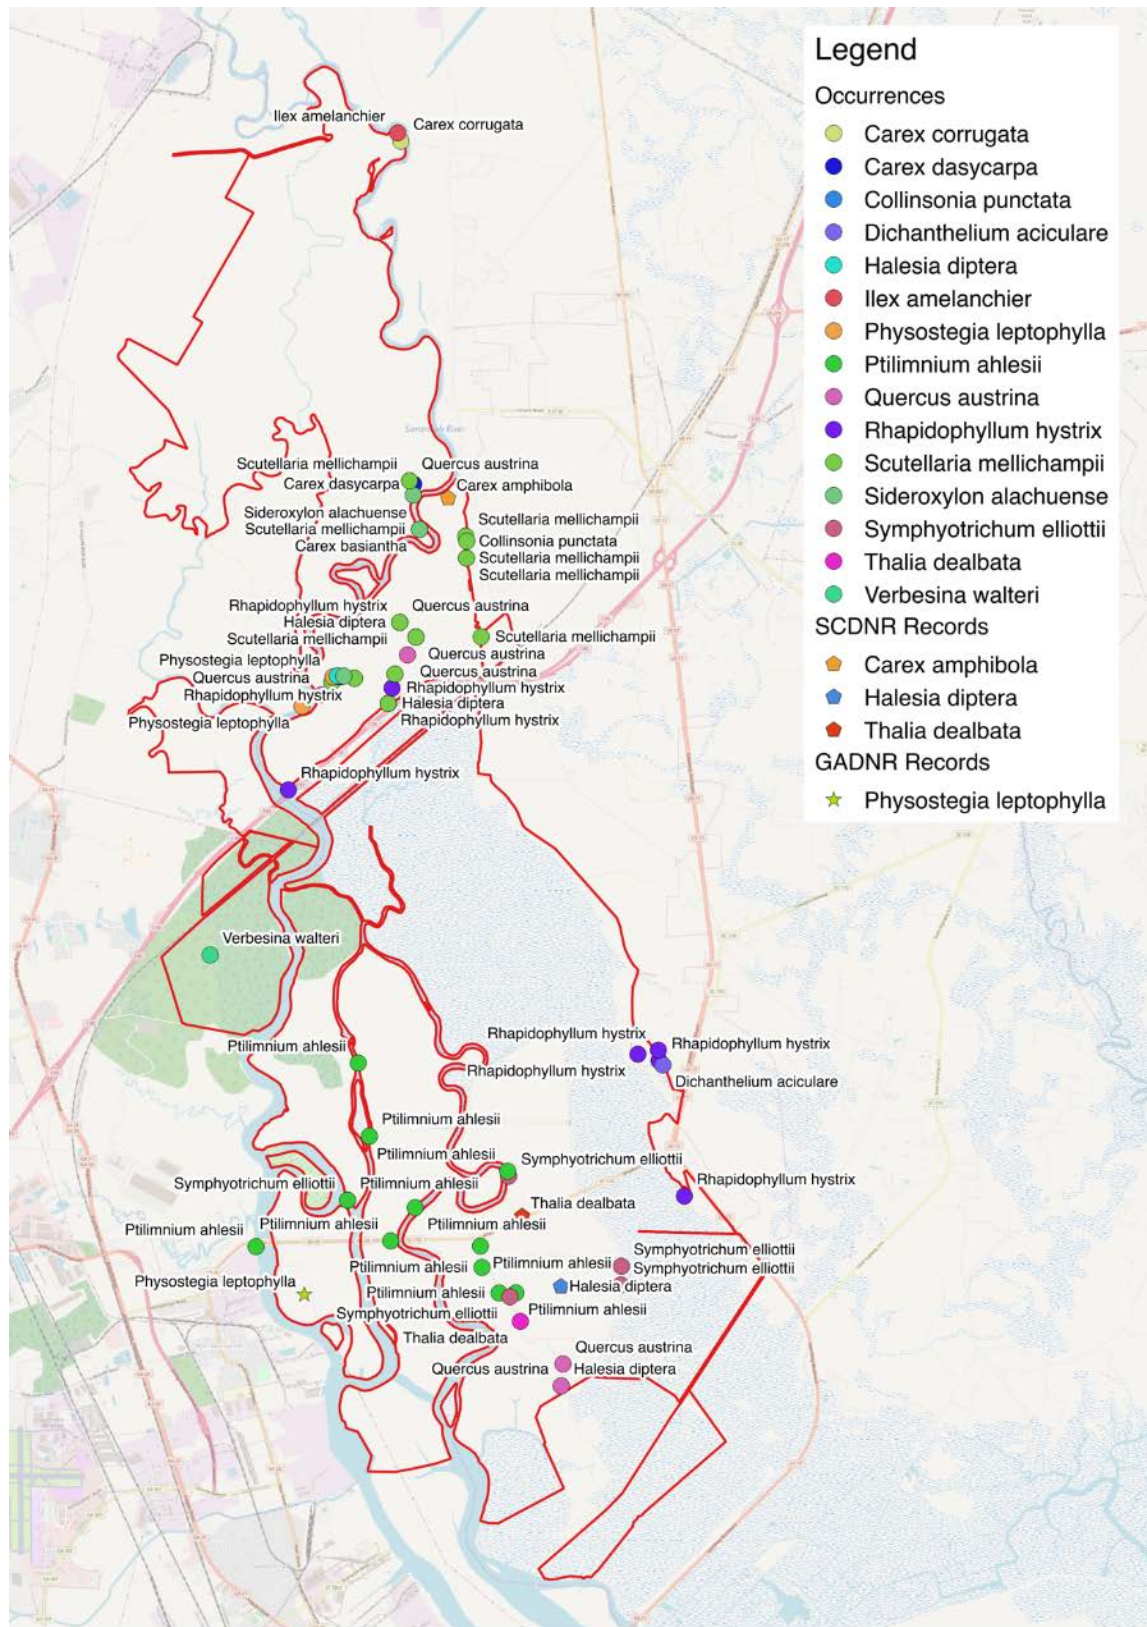 Legend
Occurrences
Carex corrugata
Carex dasycarpa
Collinsonia punctata
Dichanthelium aciculare
Halesia diptera
Ilex amelanchier
Physostegia leptophylla
Ptilimnium ahlesii
Quercus austrina
Rhapidophyllum hystrix
Scutellaria mellichampii
Sideroxylon alachuense
Symphyotrichum elliottii
Thalia dealbata
Verbesina walteri
SCDNR Records
Carex amphibola
Halesia diptera
Thalia dealbata
GADNR Records
Physostegia leptophylla
Ilex amelanchier
Carex corrugata
Scutellaria mellichampii
Quercus austrina
Carex dasycarpa
Carex amphibola
Sideroxylon alachuense
Scutellaria mellichampii
Scutellaria mellichampii
Carex basiantha
Collinsonia punctata
Scutellaria mellichampii
Scutellaria mellichampii
Rhapidophyllum hystrix
Quercus austrina
Halesia diptera
Scutellaria mellichampii
Scutellaria mellichampii
Physostegia leptophylla
Quercus austrina
Quercus austrina
Quercus austrina
Rhapidophyllum hystrix
Rhapidophyllum hystrix
Halesia diptera
Physostegia leptophylla
Rhapidophyllum hystrix
Rhapidophyllum hystrix
Verbesina walteri
Rhapidophyllum hystrix
Ptilimnium ahlesii
Rhapidophyllum hystrix
Rhapidophyllum hystrix
Dichanthelium aciculare
Ptilimnium ahlesii
Ptilimnium ahlesii
Symphyotrichum elliottii
Symphyotrichum elliottii
Ptilimnium ahlesii
Rhapidophyllum hystrix
Thalia dealbata
Ptilimnium ahlesii
Ptilimnium ahlesii
Ptilimnium ahlesii
Symphyotrichum elliottii
Ptilimnium ahlesii
Ptilimnium ahlesii
Symphyotrichum elliottii
Physostegia leptophylla
Ptilimnium ahlesii
Halesia diptera
Symphyotrichum elliottii
Ptilimnium ahlesii
Thalia dealbata
Quercus austrina
Quercus austrina
Halesia diptera